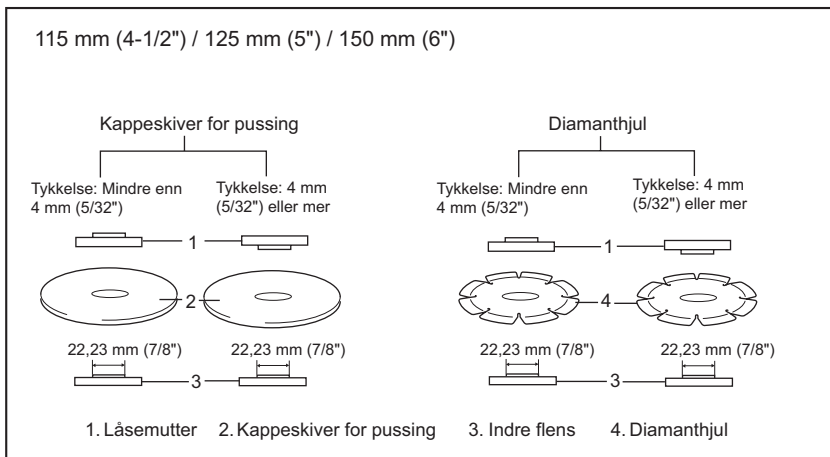 115 mm (4-1/2") / 125 mm (5") / 150 mm (6")
Kappeskiver for pussing
Tykkelse: Mindre enn
4 mm (5/32")
Tykkelse: 4 mm
(5/32") eller mer
1
2
22,23 mm (7/8")
22,23 mm (7/8")
3
Diamanthjul
Tykkelse: Mindre enn
4 mm (5/32")
Tykkelse: 4 mm
(5/32") eller mer
1
4
22,23 mm (7/8")
22,23 mm (7/8")
3
1. Låsemutter 2. Kappeskiver for pussing 3. Indre flens 4. Diamanthjul